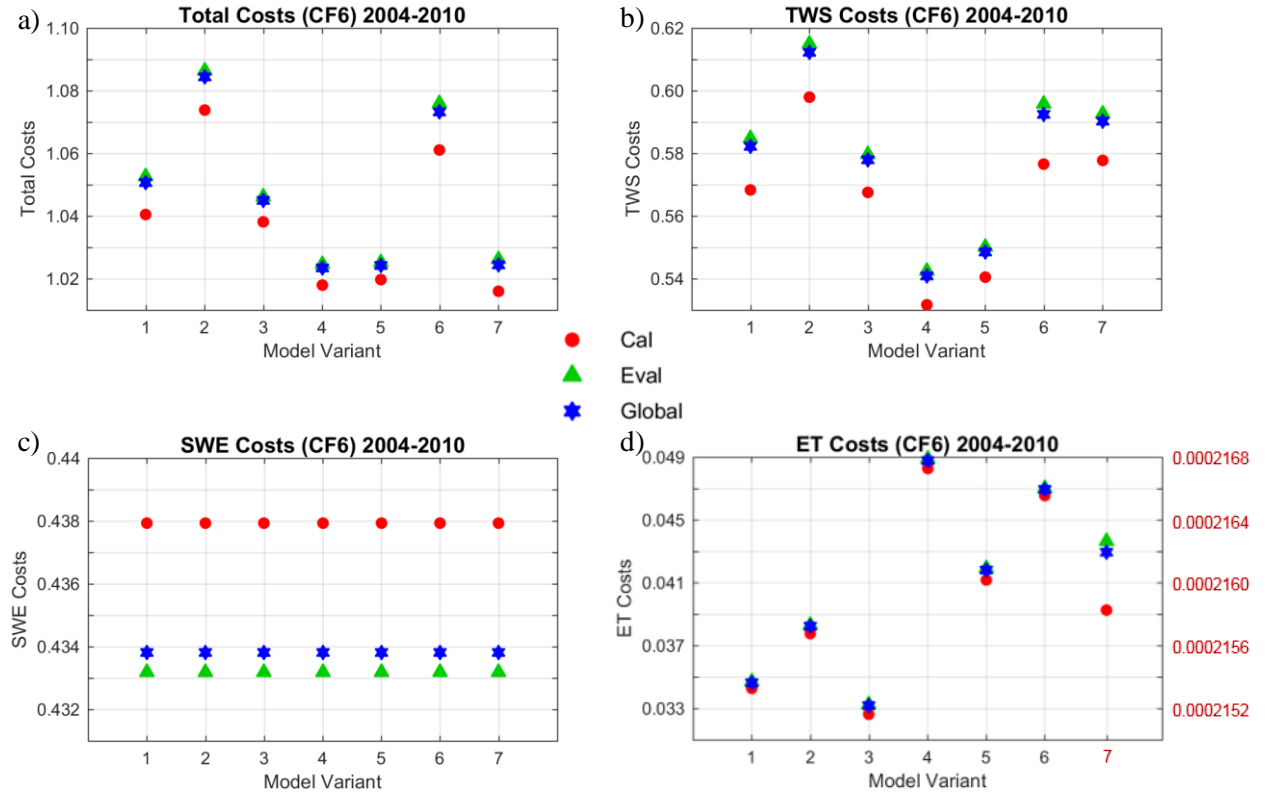 a)
Total Costs (CF6) 2004-2010
1.10
1.08
1.06
1.04
1.02
Total Costs
1 2 3 4 5 6 7
Model Variant
b)
TWS Costs (CF6) 2004-2010
0.62
0.60
0.58
0.56
0.54
TWS Costs
1 2 3 4 5 6 7
Model Variant
Cal
Eval
Global
c)
SWE Costs (CF6) 2004-2010
0.44
0.438
0.436
0.434
0.432
SWE Costs
1 2 3 4 5 6 7
Model Variant
d)
ET Costs (CF6) 2004-2010
0.049
0.045
0.041
0.037
0.033
ET Costs
0.0002168
0.0002164
0.0002160
0.0002156
0.0002152
1 2 3 4 5 6 7
Model Variant